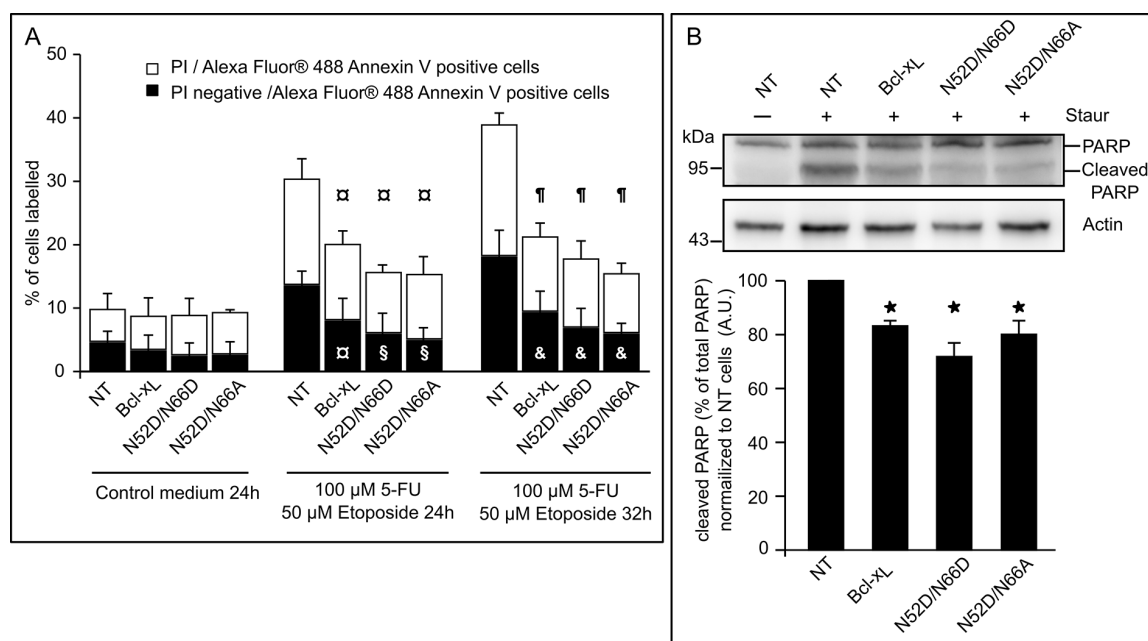 A
50
40
30
20
10
0
% of cells labelled
PI / Alexa Fluor® 488 Annexin V positive cells
PI negative /Alexa Fluor® 488 Annexin V positive cells
¤ ¤ ¤
¶ ¶ ¶
¤ § §
& & &
NT
Bcl-XL
N52D/N66D
N52D/N66A
NT
Bcl-XL
N52D/N66D
N52D/N66A
NT
Bcl-XL
N52D/N66D
N52D/N66A
Control medium 24h
100 µM 5-FU
50 µM Etoposide 24h
100 µM 5-FU
50 µM Etoposide 32h
B
NT
NT
Bcl-XL
N52D/N66D
N52D/N66A
– + + + + Staur
kDa
95
43
PARP
Cleaved
PARP
Actin
100
80
60
40
20
0
cleaved PARP (% of total PARP)
normailized to NT cells (A.U.)
★ ★ ★
NT
Bcl-XL
N52D/N66D
N52D/N66A